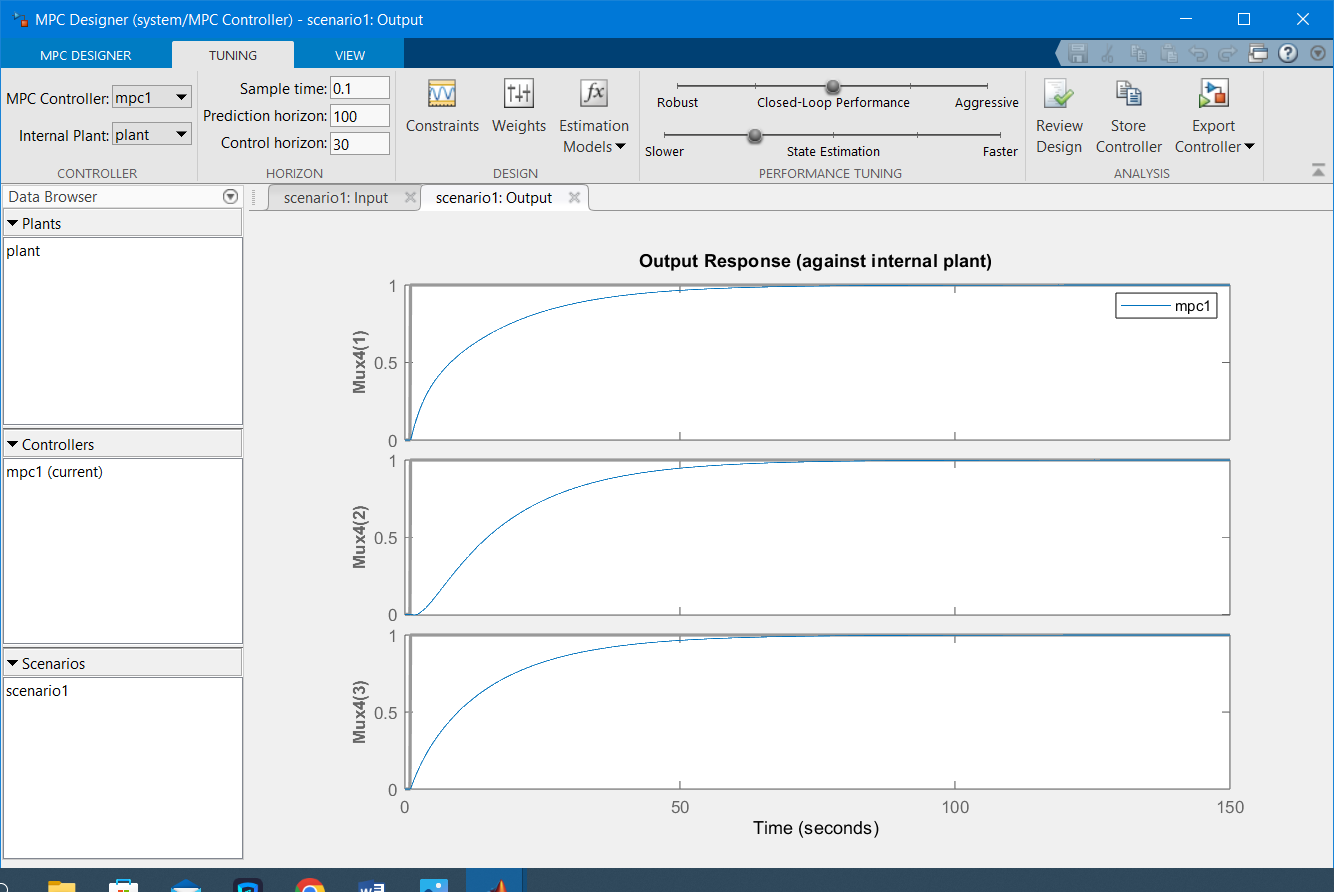 MPC Designer (system/MPC Controller) - scenario1: Output
MPC DESIGNER
TUNING
VIEW
MPC Controller: mpc1
Internal Plant: plant
CONTROLLER
Sample time: 0.1
Prediction horizon: 100
Control horizon: 30
HORIZON
Constraints
Weights
fx
Estimation
Models
DESIGN
Robust
Closed-Loop Performance
Aggressive
Slower
State Estimation
Faster
PERFORMANCE TUNING
Review
Design
Store
Controller
Export
Controller
ANALYSIS
Data Browser
Plants
plant
Controllers
mpc1 (current)
Scenarios
scenario1
scenario1: Input
scenario1: Output
Output Response (against internal plant)
mpc1
Mux4(1)
1
0.5
0
Mux4(2)
1
0.5
0
Mux4(3)
1
0.5
0
0 50 100 150
Time (seconds)